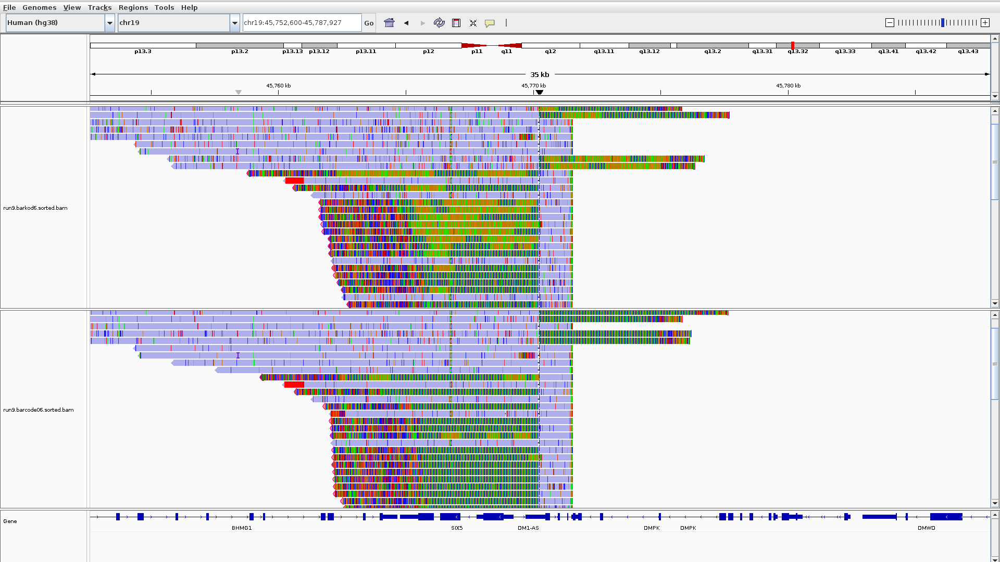 File Genomes View Tracks Regions Tools Help
Human (hg38) chr19 chr19:45,752,600-45,787,927 Go
p13.3 p13.2 p13.13 p13.12 p13.11 p12 p11 q11 q12 q13.11 q13.12 q13.2 q13.31 q13.32 q13.33 q13.41 q13.42 q13.43
35 kb
45,760 kb 45,770 kb 45,780 kb
run9.barkod6.sorted.bam
run9.barcode06.sorted.bam
Gene
BHMG1 SIX5 DM1-AS DMPK DMPK DMWD